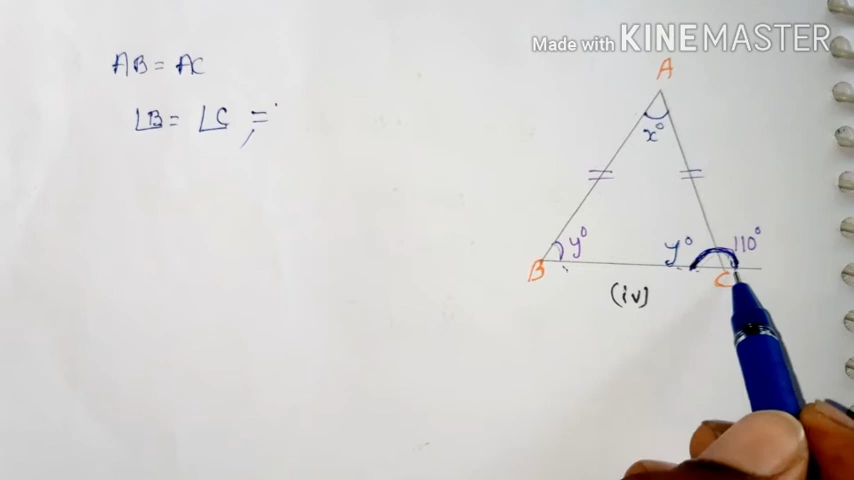 Made with KINEMASTER
AB = AC
∠B = ∠C, =
A
x°
y°
y°
110°
B
C
(iv)